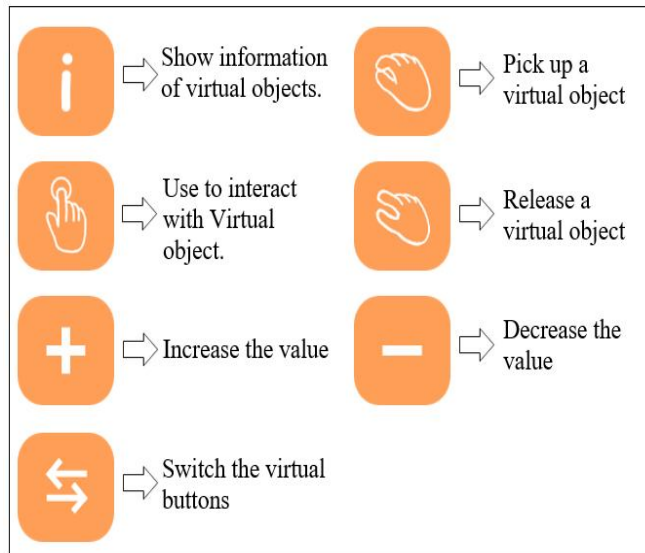 i
Show information
of virtual objects.
Pick up a
virtual object
Use to interact
with Virtual
object.
Release a
virtual object
+
Increase the value
−
Decrease the
value
Switch the virtual
buttons